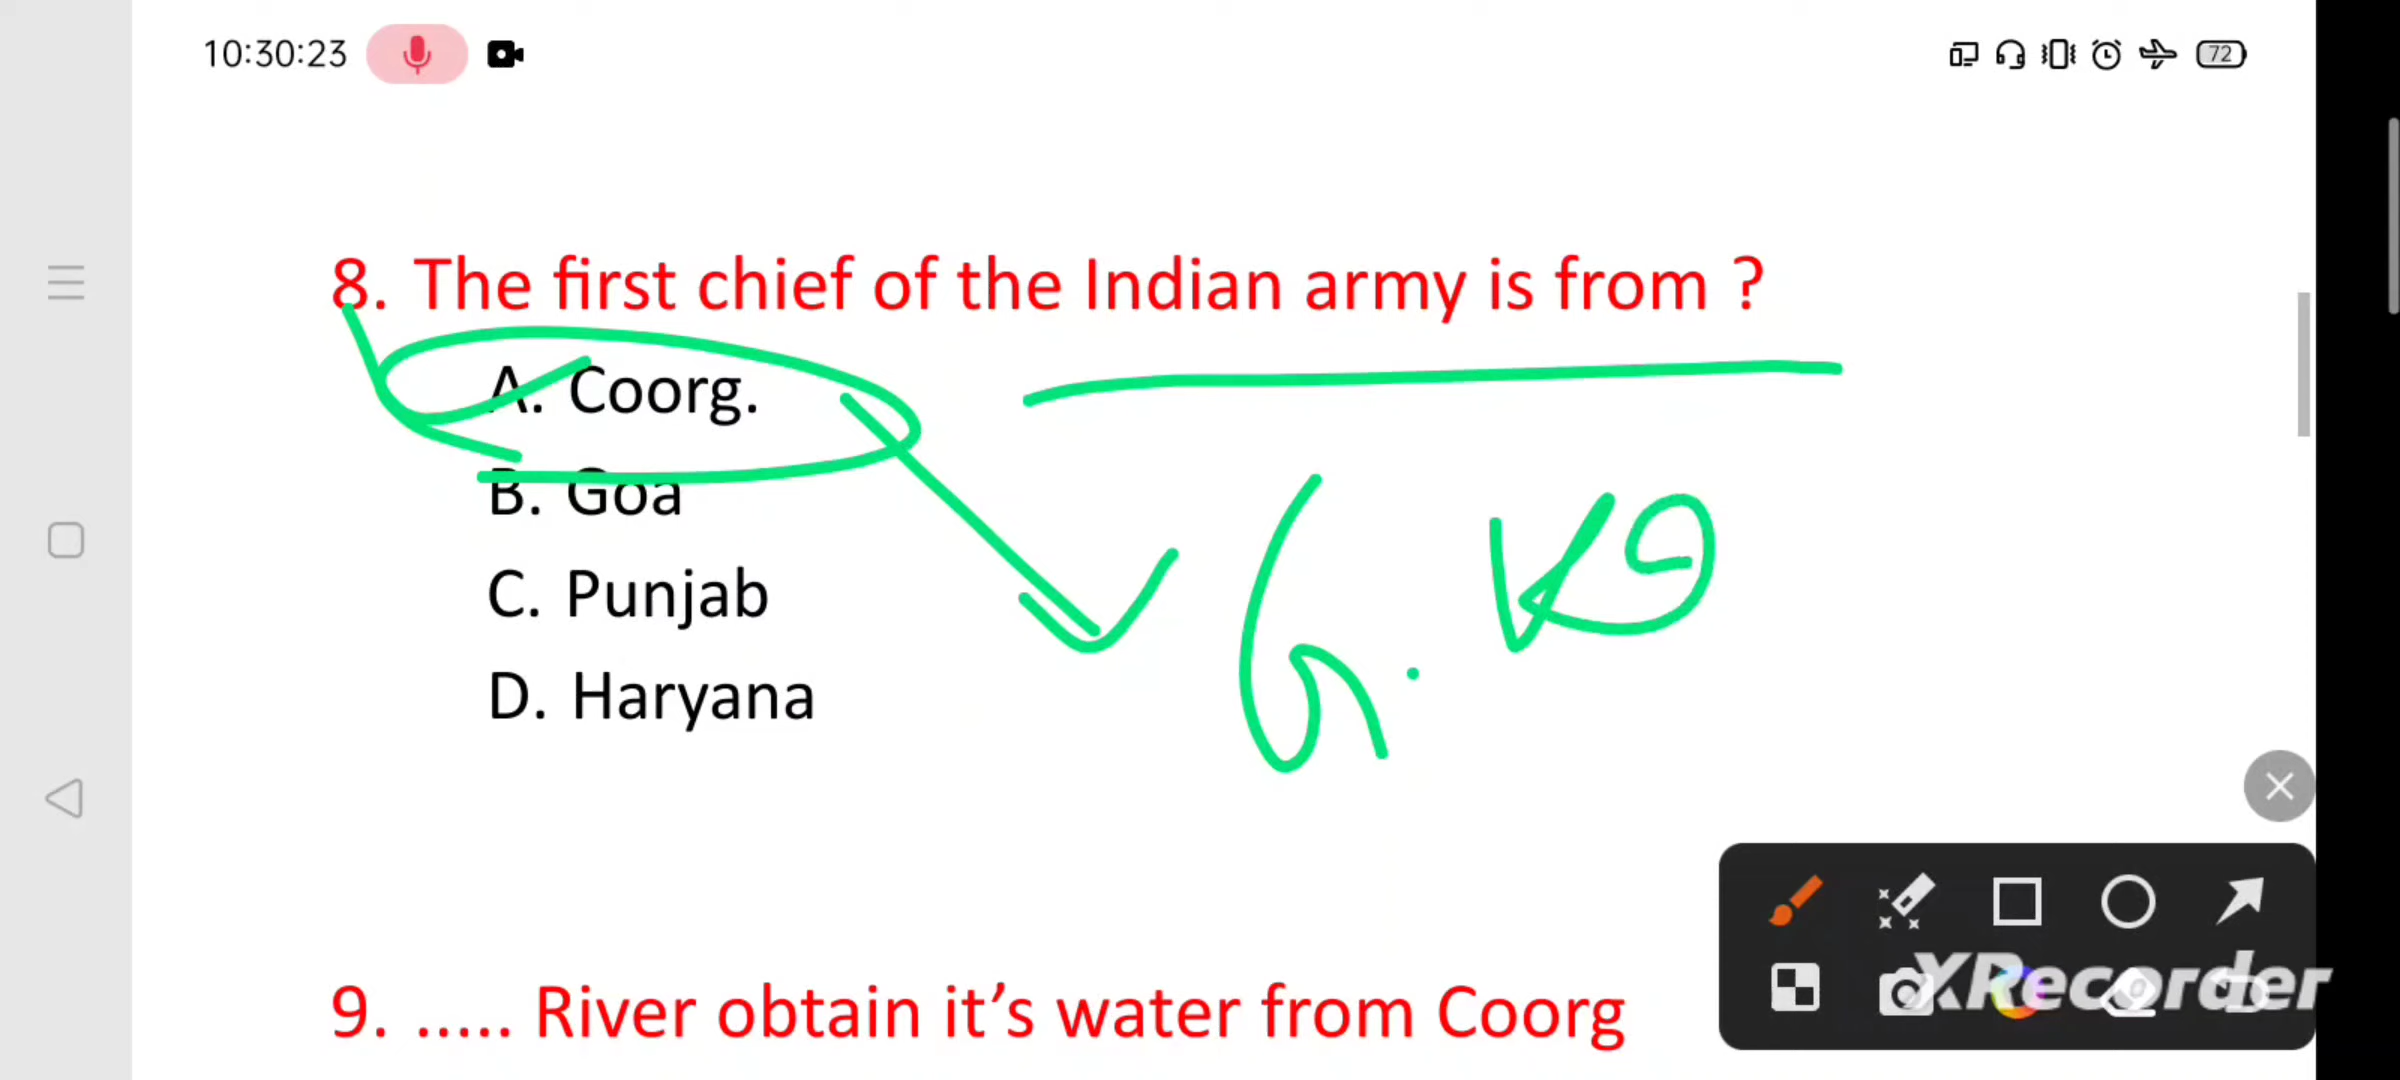 10:30:23
72
8. The first chief of the Indian army is from ?
A. Coorg.
B. Goa
C. Punjab
D. Haryana
9. ..... River obtain it’s water from Coorg
XRecorder